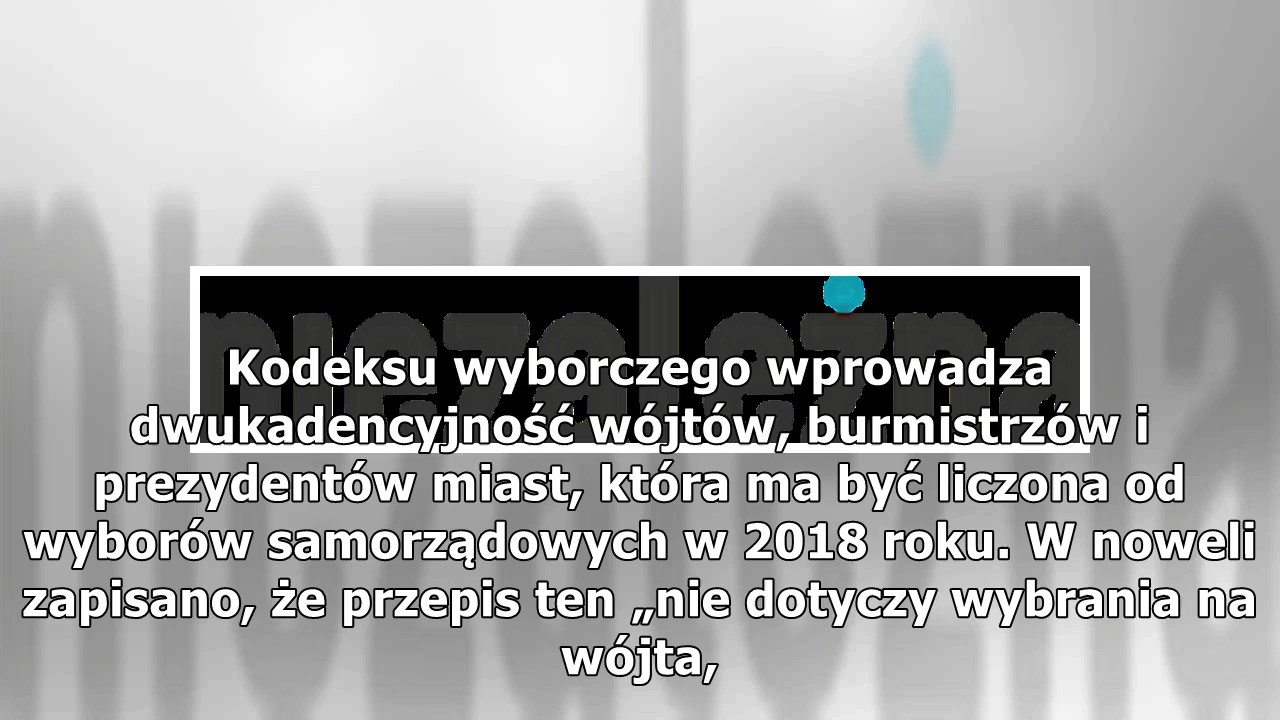 niezależna
Kodeksu wyborczego wprowadza
dwukadencyjność wójtów, burmistrzów i
prezydentów miast, która ma być liczona od
wyborów samorządowych w 2018 roku. W noweli
zapisano, że przepis ten „nie dotyczy wybrania na
wójta,